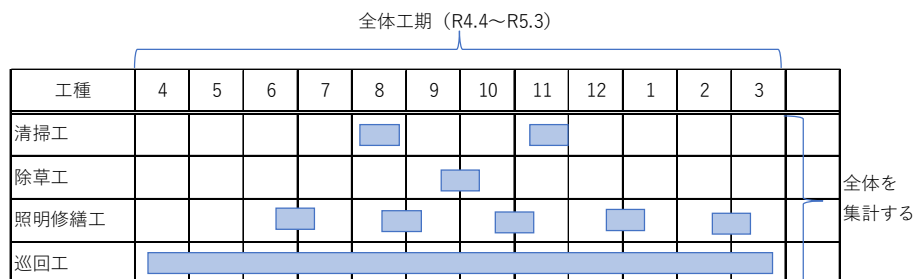 全体工期（R4.4～R5.3）
工種 4 5 6 7 8 9 10 11 12 1 2 3
清掃工
除草工
照明修繕工
巡回工
全体を
集計する